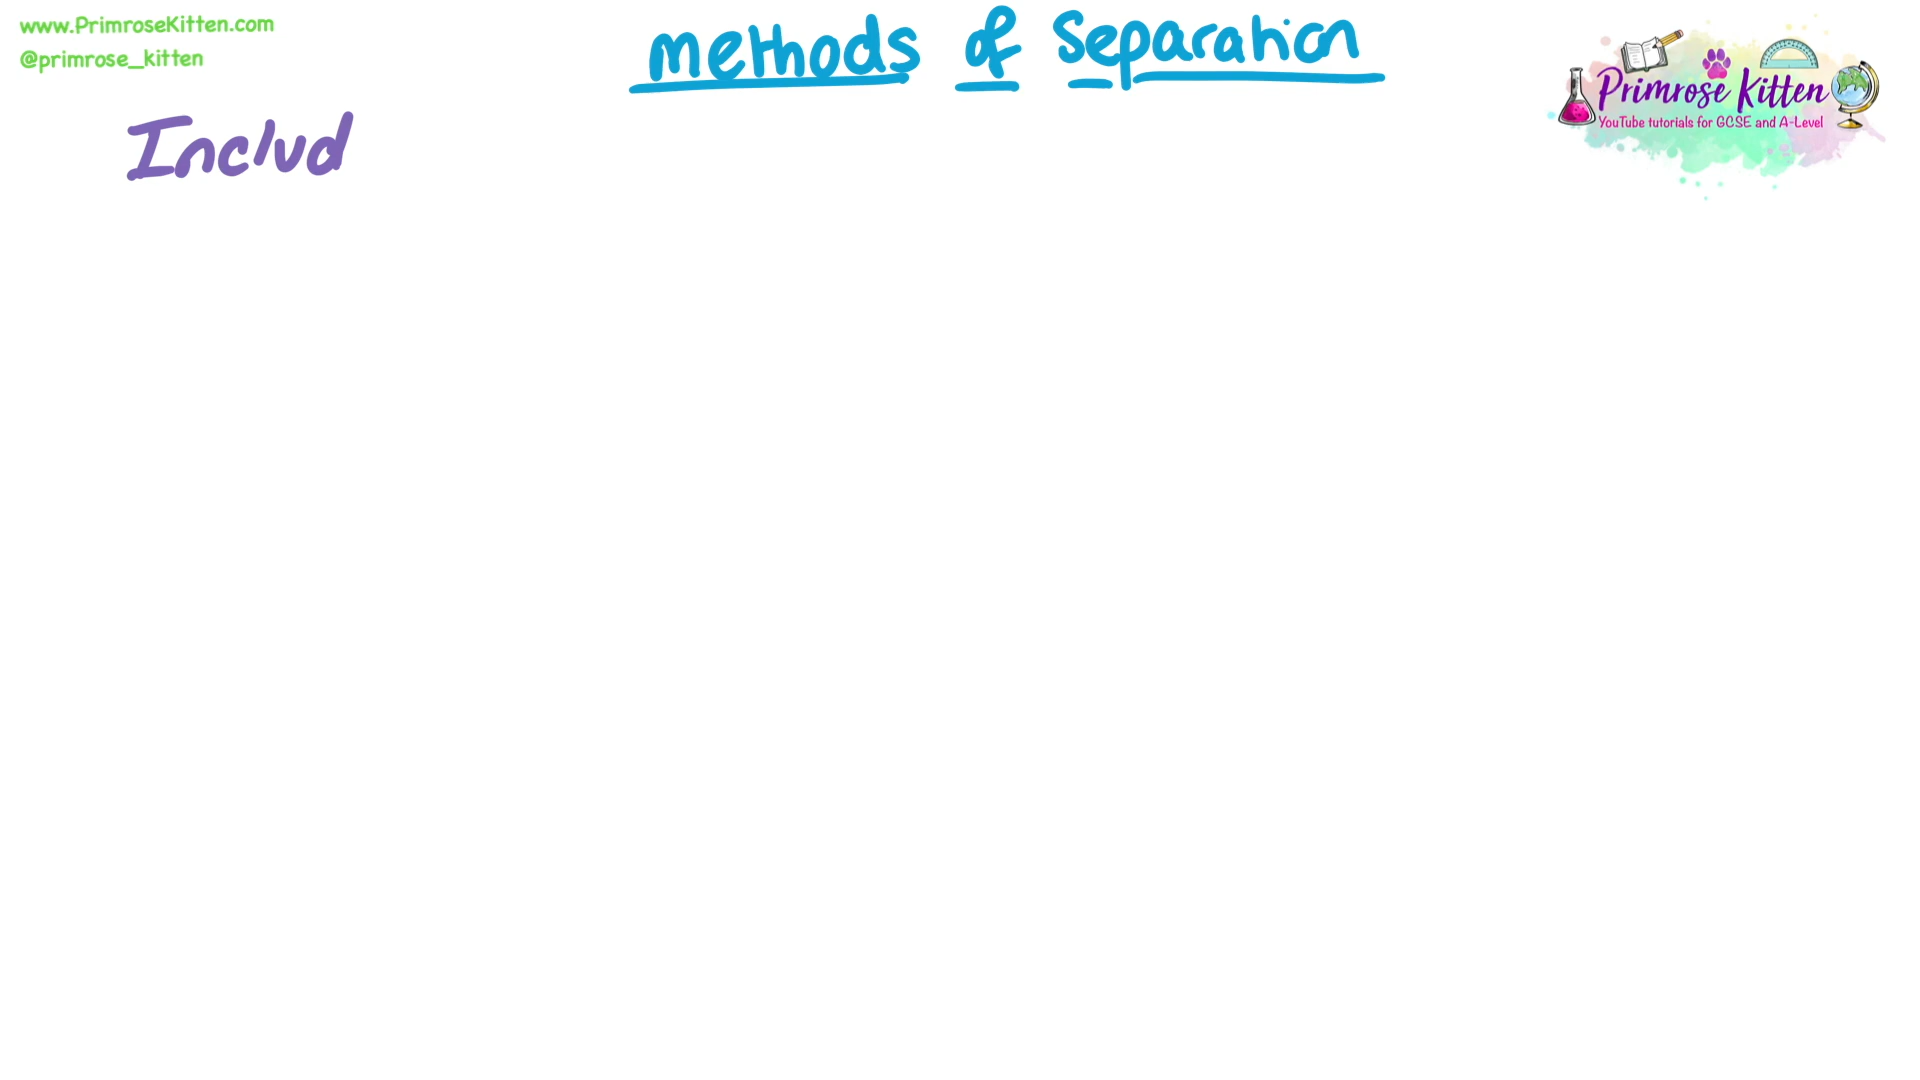 www.PrimroseKitten.com
@primrose_kitten
methods of Separation
Primrose Kitten
YouTube tutorials for GCSE and A-Level
Includ